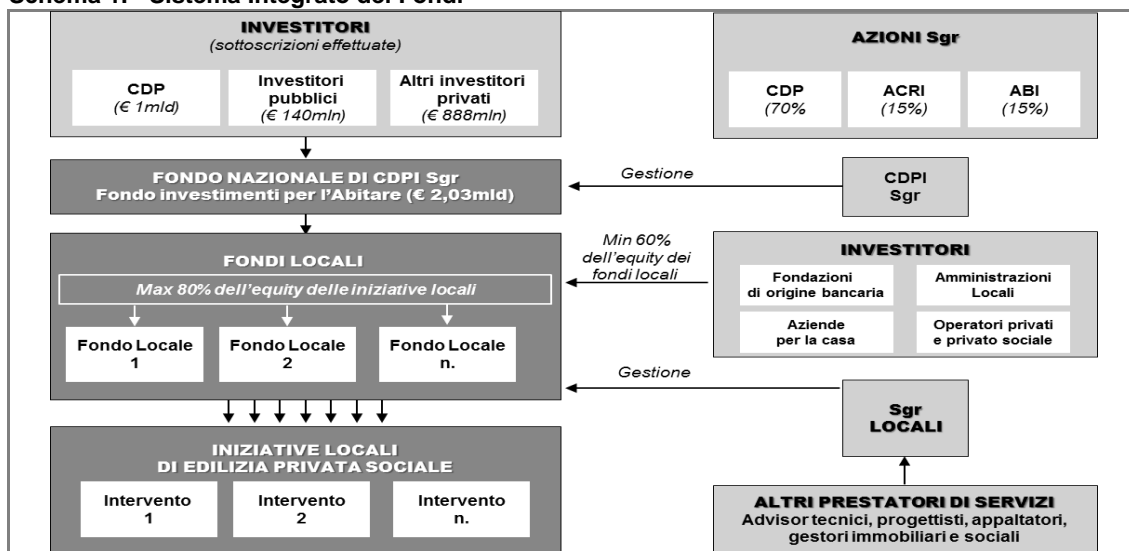 Schema 1. - Sistema Integrato dei Fondi
INVESTITORI
(sottoscrizioni effettuate)
CDP
(€ 1mld)
Investitori
pubblici
(€ 140mln)
Altri investitori
privati
(€ 888mln)
AZIONI Sgr
CDP
(70%
ACRI
(15%)
ABI
(15%)
FONDO NAZIONALE DI CDPI Sgr
Fondo investimenti per l'Abitare (€ 2,03mld)
Gestione
CDPI
Sgr
FONDI LOCALI
Max 80% dell'equity delle iniziative locali
Fondo Locale
1
Fondo Locale
2
Fondo Locale
n.
Min 60%
dell'equity dei
fondi locali
INVESTITORI
Fondazioni
di origine bancaria
Amministrazioni
Locali
Aziende
per la casa
Operatori privati
e privato sociale
Gestione
Sgr
LOCALI
INIZIATIVE LOCALI
DI EDILIZIA PRIVATA SOCIALE
Intervento
1
Intervento
2
Intervento
n.
ALTRI PRESTATORI DI SERVIZI
Advisor tecnici, progettisti, appaltatori,
gestori immobiliari e sociali